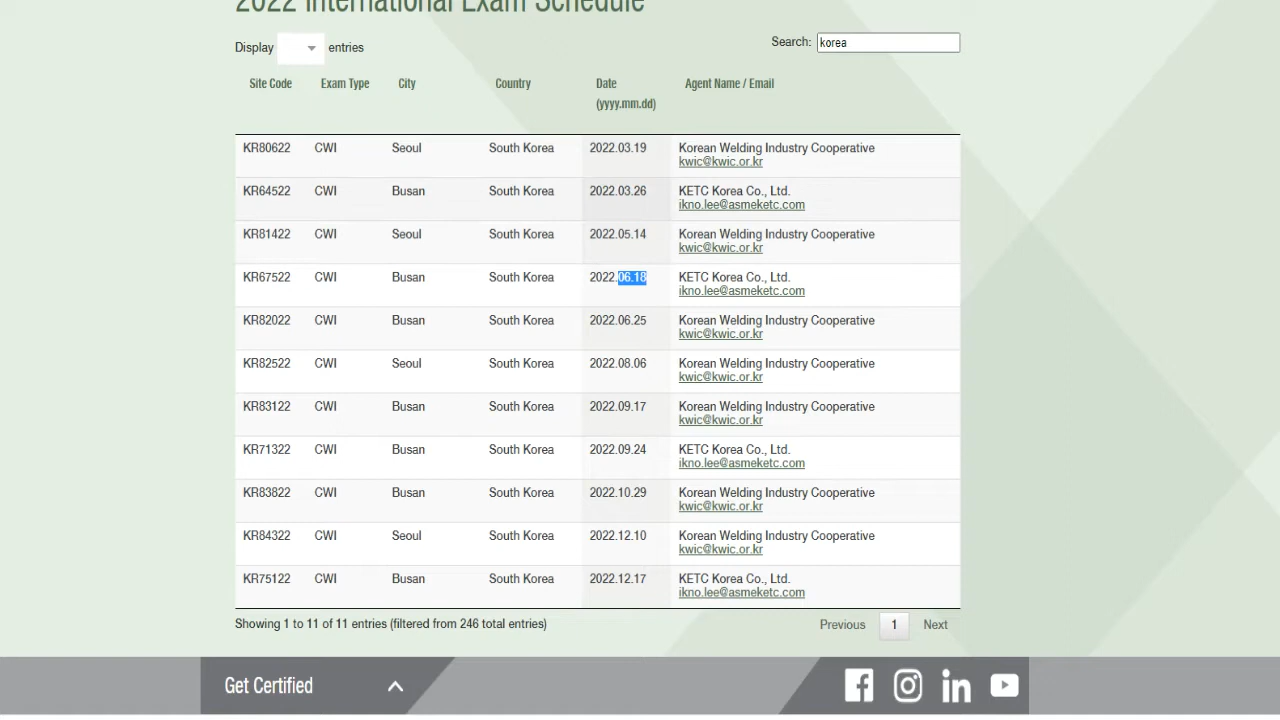 2022 International Exam Schedule
Display entries
Search: korea
Site Code Exam Type City Country Date (yyyy.mm.dd) Agent Name / Email
KR80622 CWI Seoul South Korea 2022.03.19 Korean Welding Industry Cooperative
kwic@kwic.or.kr
KR64522 CWI Busan South Korea 2022.03.26 KETC Korea Co., Ltd.
ikno.lee@asmeketc.com
KR81422 CWI Seoul South Korea 2022.05.14 Korean Welding Industry Cooperative
kwic@kwic.or.kr
KR67522 CWI Busan South Korea 2022.06.18 KETC Korea Co., Ltd.
ikno.lee@asmeketc.com
KR82022 CWI Busan South Korea 2022.06.25 Korean Welding Industry Cooperative
kwic@kwic.or.kr
KR82522 CWI Seoul South Korea 2022.08.06 Korean Welding Industry Cooperative
kwic@kwic.or.kr
KR83122 CWI Busan South Korea 2022.09.17 Korean Welding Industry Cooperative
kwic@kwic.or.kr
KR71322 CWI Busan South Korea 2022.09.24 KETC Korea Co., Ltd.
ikno.lee@asmeketc.com
KR83822 CWI Busan South Korea 2022.10.29 Korean Welding Industry Cooperative
kwic@kwic.or.kr
KR84322 CWI Seoul South Korea 2022.12.10 Korean Welding Industry Cooperative
kwic@kwic.or.kr
KR75122 CWI Busan South Korea 2022.12.17 KETC Korea Co., Ltd.
ikno.lee@asmeketc.com
Showing 1 to 11 of 11 entries (filtered from 246 total entries)
Previous 1 Next
Get Certified